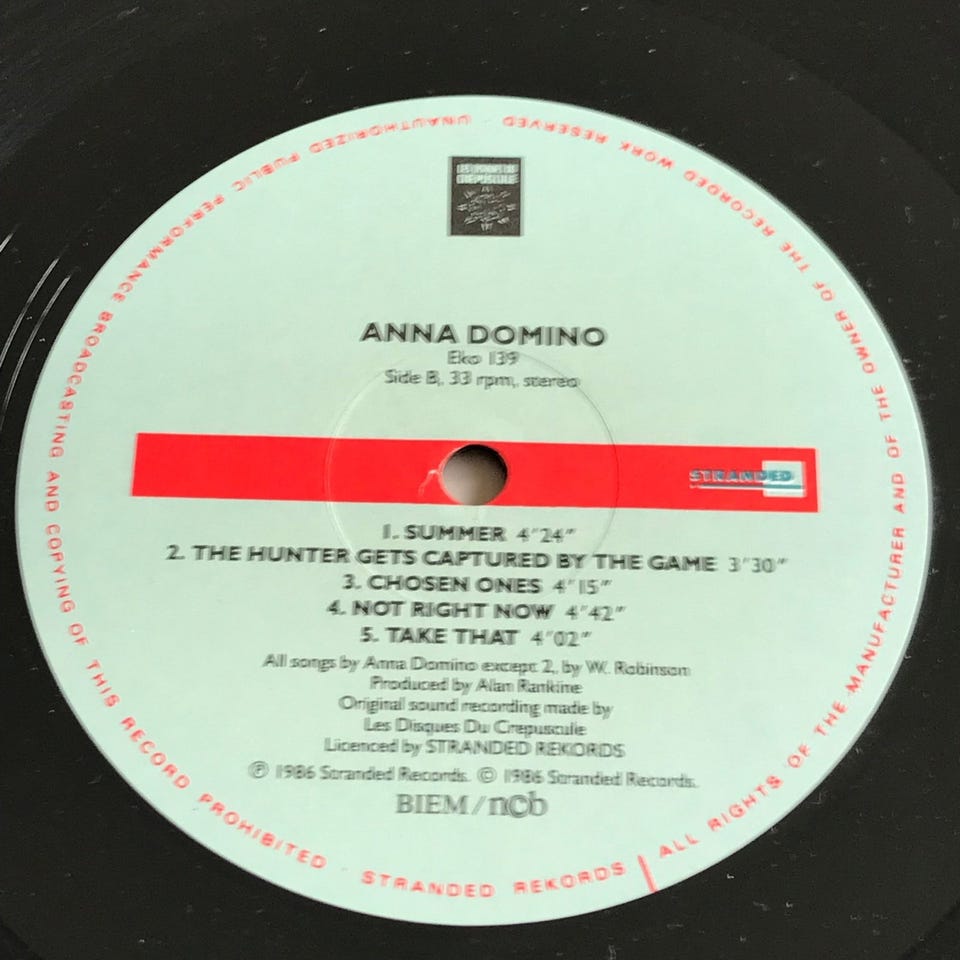 LES DISQUES DU
CREPUSCULE
ANNA DOMINO
Eko 139
Side B, 33 rpm, stereo
STRANDED
1. SUMMER 4"24"
2. THE HUNTER GETS CAPTURED BY THE GAME 3"30"
3. CHOSEN ONES 4"15"
4. NOT RIGHT NOW 4"42"
5. TAKE THAT 4"02"
All songs by Anna Domino except 2, by W. Robinson
Produced by Alan Rankine
Original sound recording made by
Les Disques Du Crepuscule
Licenced by STRANDED REKORDS
℗ 1986 Stranded Records. © 1986 Stranded Records.
BIEM/ncb
ALL RIGHTS OF THE MANUFACTURER AND OF THE OWNER OF THE RECORDED WORK RESERVED · UNAUTHORIZED PUBLIC PERFORMANCE BROADCASTING AND COPYING OF THIS RECORD PROHIBITED · STRANDED REKORDS